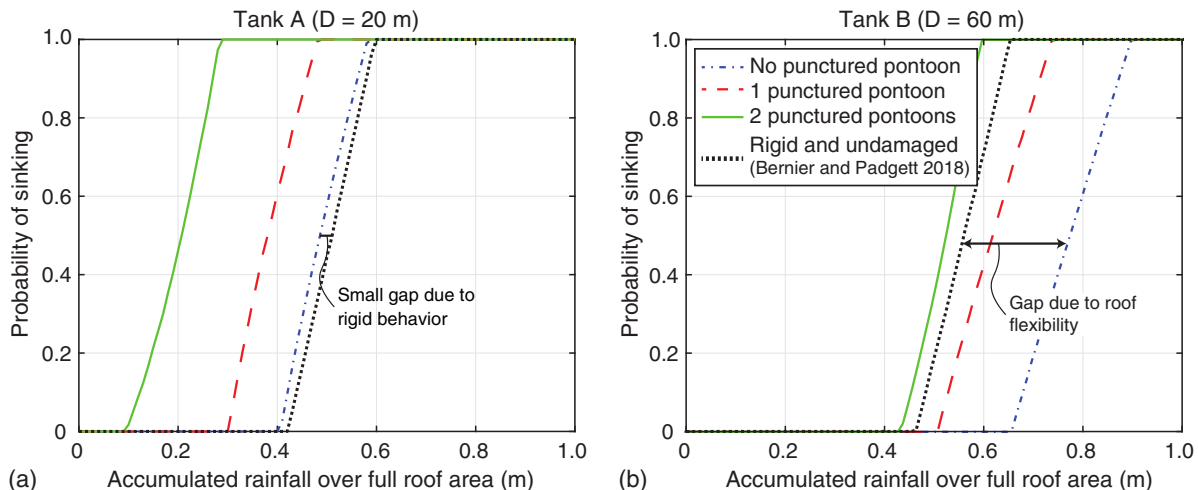 Tank A (D = 20 m)
1.0
0.8
0.6
0.4
0.2
0
Probability of sinking
Small gap due to
rigid behavior
0
0.2
0.4
0.6
0.8
1.0
(a)
Accumulated rainfall over full roof area (m)
Tank B (D = 60 m)
No punctured pontoon
1 punctured pontoon
2 punctured pontoons
Rigid and undamaged
(Bernier and Padgett 2018)
1.0
0.8
0.6
0.4
0.2
0
Probability of sinking
Gap due to roof
flexibility
0
0.2
0.4
0.6
0.8
1.0
(b)
Accumulated rainfall over full roof area (m)